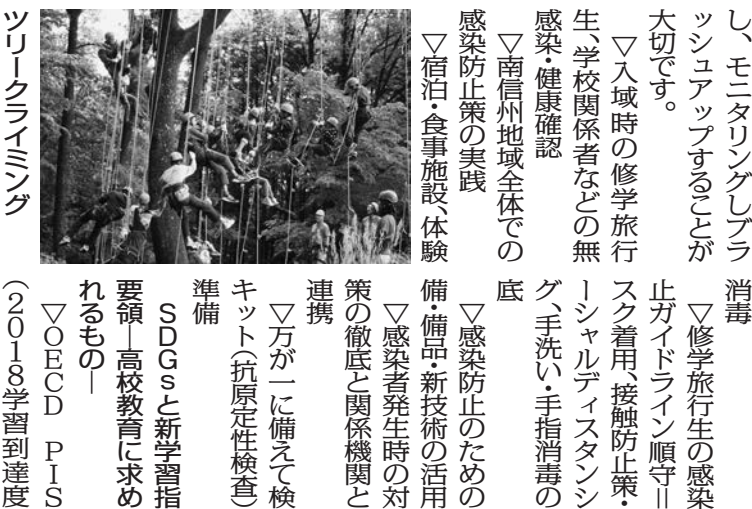 し、モニタリングしブラ
ッシュアップすることが
大切です。
▽入域時の修学旅行
生、学校関係者などの無
感染・健康確認
▽南信州地域全体での
感染防止策の実践
▽宿泊・食事施設、体験
ツリークライミング
消毒
▽修学旅行生の感染
止ガイドライン順守＝
スク着用、接触防止策・
ーシャルディスタンシ
グ、手洗い・手指消毒の
底
▽感染防止のための
備・備品・新技術の活用
▽感染者発生時の対
策の徹底と関係機関と
連携
▽万が一に備えて検
キット（抗原定性検査）
準備
SDGsと新学習指
要領―高校教育に求め
れるもの―
▽OECD PIS
（2018学習到達度